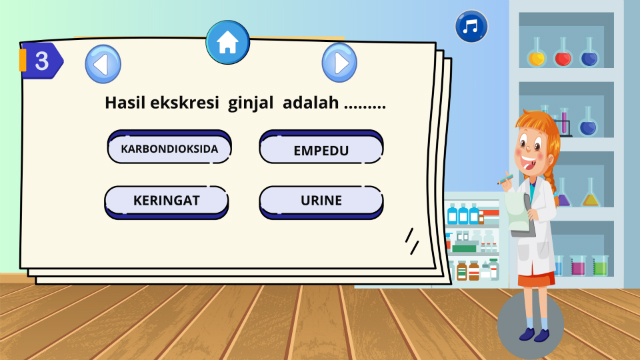 3
Hasil ekskresi ginjal adalah .........
KARBONDIOKSIDA
EMPEDU
KERINGAT
URINE